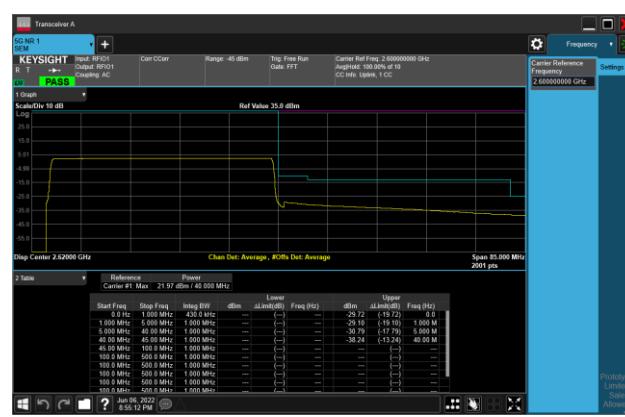 Transceiver A
5G NR 1
SEM
Frequency
KEYSIGHT
R T
PASS
Input: RFIO1
Output: RFIO1
Coupling: AC
Corr CCorr
Range: -45 dBm
Trig: Free Run
Gate: FFT
Carrier Ref Freq: 2.600000000 GHz
Avg|Hold: 100.00% of 10
CC Info: Uplink, 1 CC
Carrier Reference
Frequency
2.600000000 GHz
Settings
1 Graph
Scale/Div 10 dB
Ref Value 35.0 dBm
Log
25.0
15.0
5.01
-4.99
-15.0
-25.0
-35.0
-45.0
-55.0
Disp Center 2.62000 GHz
Chan Det: Average , #Offs Det: Average
Span 85.000 MHz
2001 pts
2 Table
Reference Power
Carrier #1 Max 21.97 dBm / 40.000 MHz
Lower Upper
Start Freq Stop Freq Integ BW dBm ΔLimit(dB) Freq (Hz) dBm ΔLimit(dB) Freq (Hz)
0.0 Hz 1.000 MHz 430.0 kHz --- (---) --- -29.72 (-19.72) 0.0
1.000 MHz 5.000 MHz 1.000 MHz --- (---) --- -29.10 (-19.10) 1.000 M
5.000 MHz 40.00 MHz 1.000 MHz --- (---) --- -30.79 (-17.79) 5.000 M
40.00 MHz 45.00 MHz 1.000 MHz --- (---) --- -38.24 (-13.24) 40.00 M
45.00 MHz 100.0 MHz 1.000 MHz --- (---) --- --- (---) ---
100.0 MHz 500.0 MHz 1.000 MHz --- (---) --- --- (---) ---
100.0 MHz 500.0 MHz 1.000 MHz --- (---) --- --- (---) ---
100.0 MHz 500.0 MHz 1.000 MHz --- (---) --- --- (---) ---
100.0 MHz 500.0 MHz 1.000 MHz --- (---) --- --- (---) ---
100.0 MHz 500.0 MHz 1.000 MHz --- (---) --- --- (---) ---
Jun 06, 2022
8:55:12 PM
?